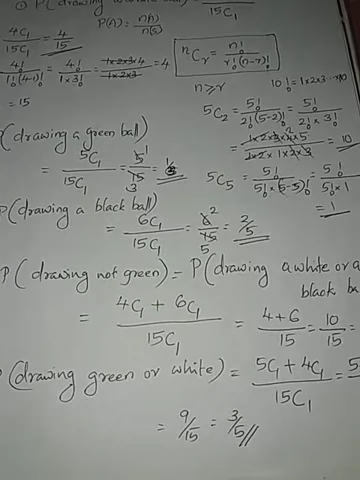 ① P(drawing a white ball) =
15C₁
P(A) = n(A)/n(S)
4C₁/15C₁ = 4/15
nCr = n!/r!(n-r)!
4!/1!(4-1)! = 4!/1×3! = 1×2×3×4/1×2×3 = 4
n≥r
10! = 1×2×3
= 15
5C₂ = 5!/2!(5-2)! = 5!/2!×3!
= 1×2×3×4×5/1×2×1×2×3 = 10
(drawing a green ball)
= 5C₁/15C₁ = 5/15 = 1/3
5C₅ = 5!/5!×(5-5)! = 5!/5!×1
= 1
P(drawing a black ball)
= 6C₁/15C₁ = 6/15 = 2/5
P(drawing not green) = P(drawing a white or a
black ba
= 4C₁ + 6C₁/15C₁ = 4+6/15 = 10/15 =
P(drawing green or white) = 5C₁ + 4C₁/15C₁ = 5
= 9/15 = 3/5//